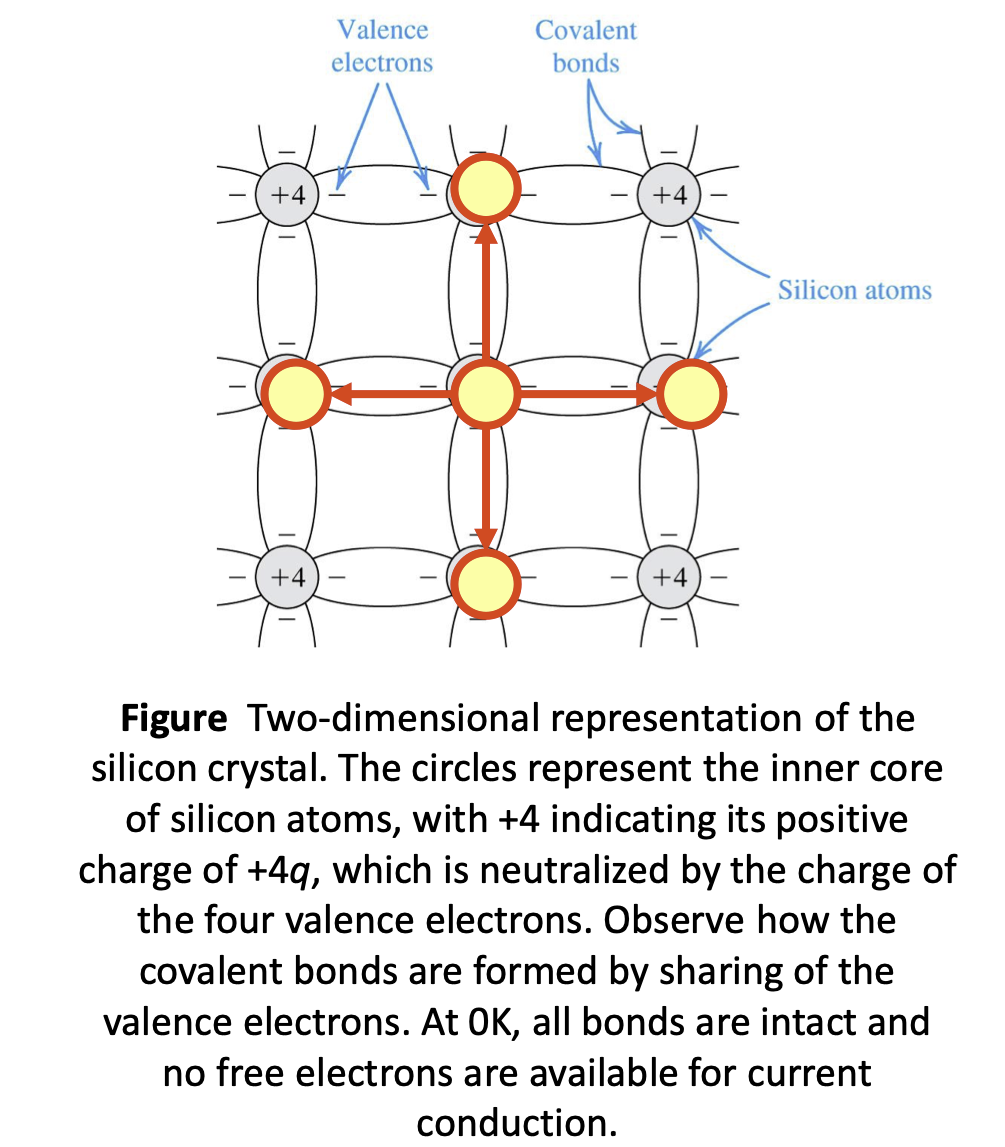 Valence
electrons
Covalent
bonds
+4 +4
Silicon atoms
+4 +4
Figure Two-dimensional representation of the
silicon crystal. The circles represent the inner core
of silicon atoms, with +4 indicating its positive
charge of +4q, which is neutralized by the charge of
the four valence electrons. Observe how the
covalent bonds are formed by sharing of the
valence electrons. At 0K, all bonds are intact and
no free electrons are available for current
conduction.